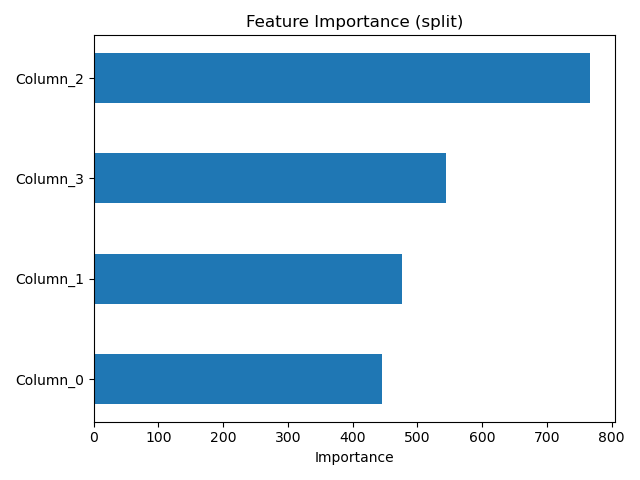 Feature Importance (split)
Column_2
Column_3
Column_1
Column_0
0 100 200 300 400 500 600 700 800
Importance